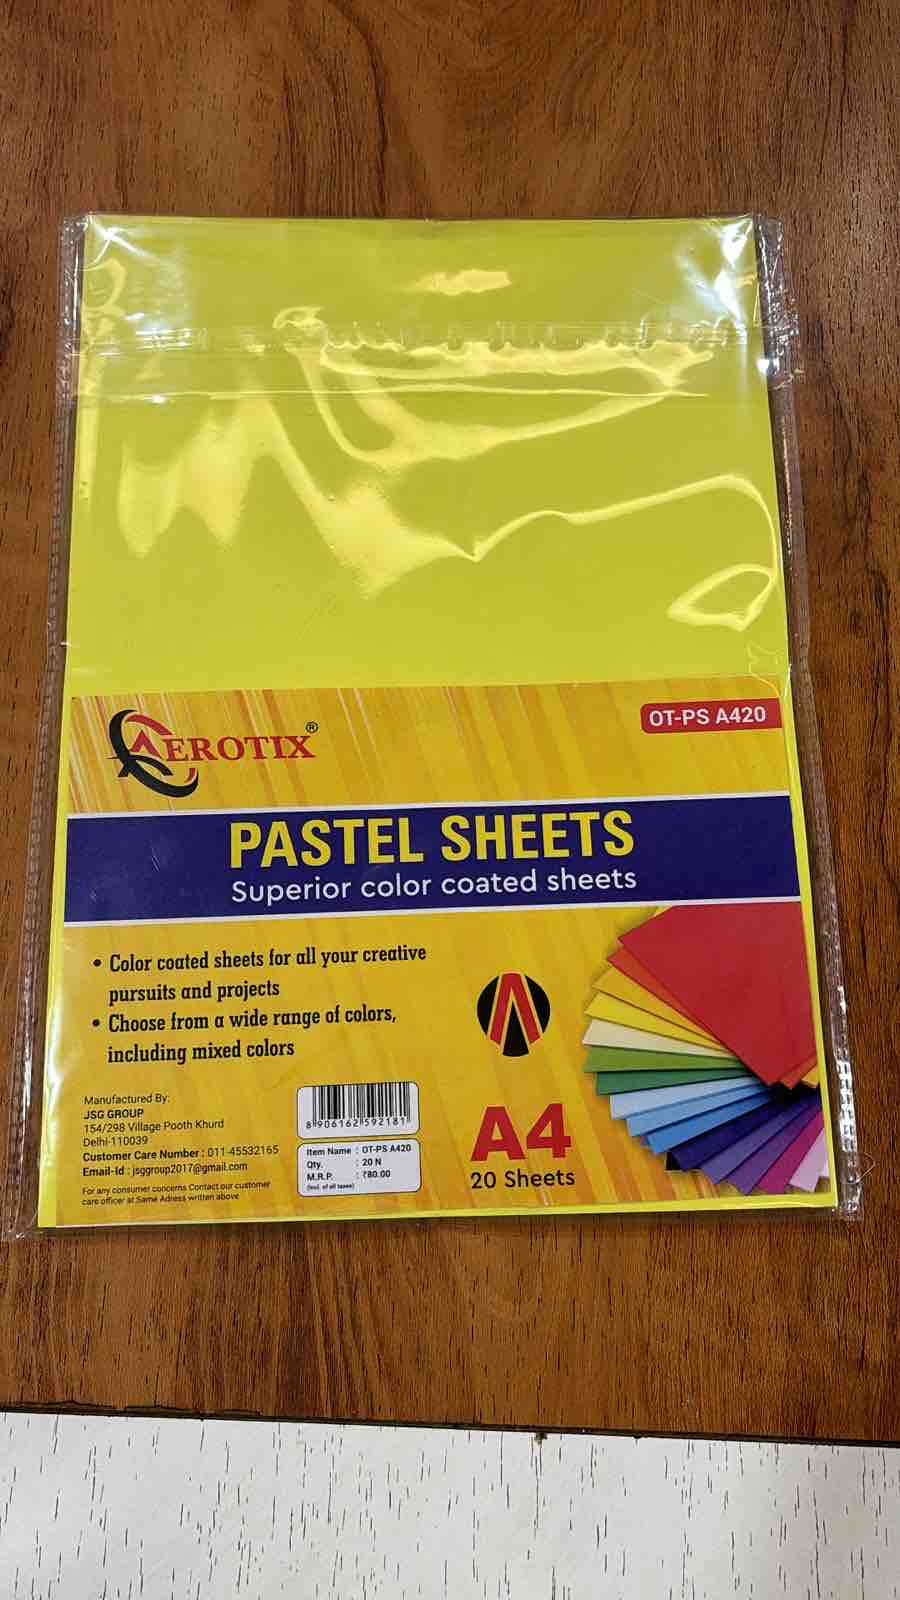 AEROTIX®
OT-PS A420
PASTEL SHEETS
Superior color coated sheets
• Color coated sheets for all your creative
pursuits and projects
• Choose from a wide range of colors,
including mixed colors
Manufactured By:
JSG GROUP
154/298 Village Pooth Khurd
Delhi-110039
Customer Care Number : 011-45532165
Email-Id : jsggroup2017@gmail.com
For any consumer concerns Contact our customer
care officer at Same Adress written above
8906162592181
Item Name : OT-PS A420
Qty. : 20 N
M.R.P. : ₹80.00
(Incl. of all taxes)
A4
20 Sheets